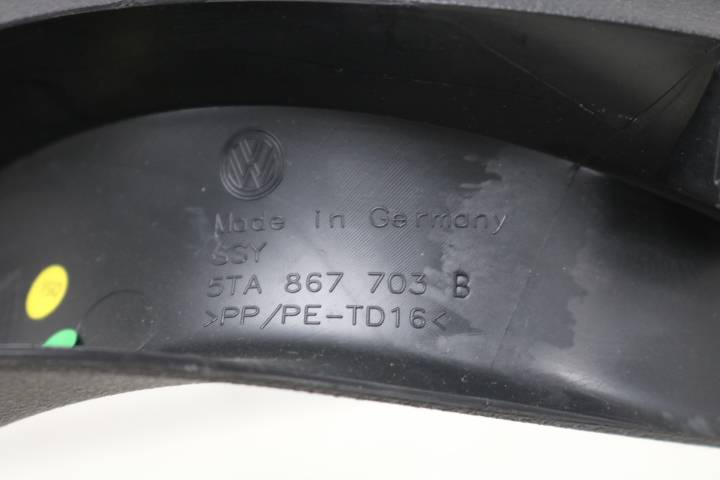 Made in Germany
SSY
5TA 867 703 B
>PP/PE-TD16<